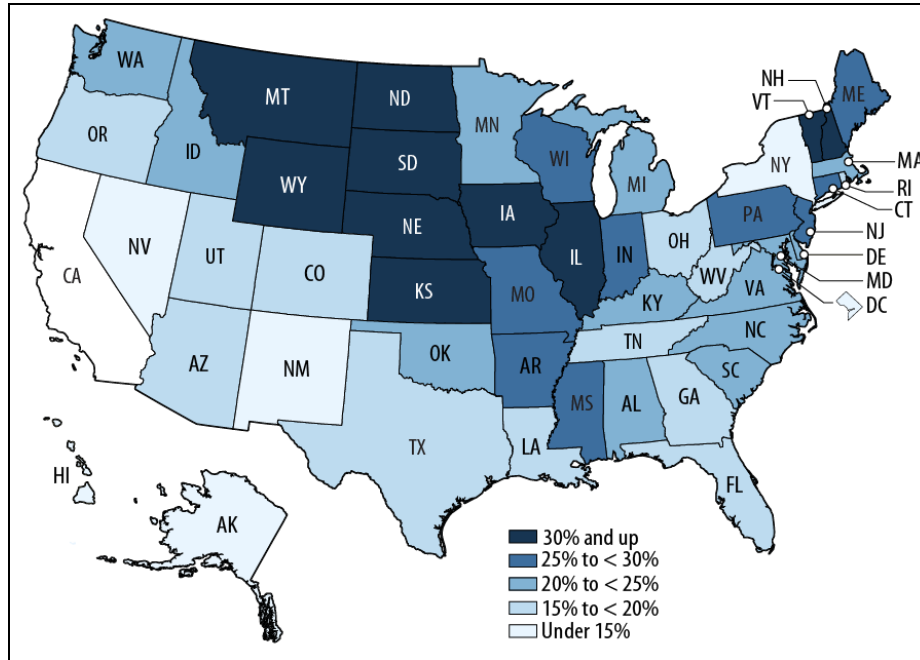 NH
VT
ME
WA
MT
ND
MN
OR
ID
SD
WI
MI
NY
MA
RI
CT
WY
NE
IA
PA
NJ
NV
UT
CO
IL
IN
OH
DE
MD
DC
CA
KS
MO
WV
VA
KY
AZ
NM
OK
AR
TN
NC
SC
MS
AL
GA
TX
LA
FL
HI
AK
30% and up
25% to < 30%
20% to < 25%
15% to < 20%
Under 15%